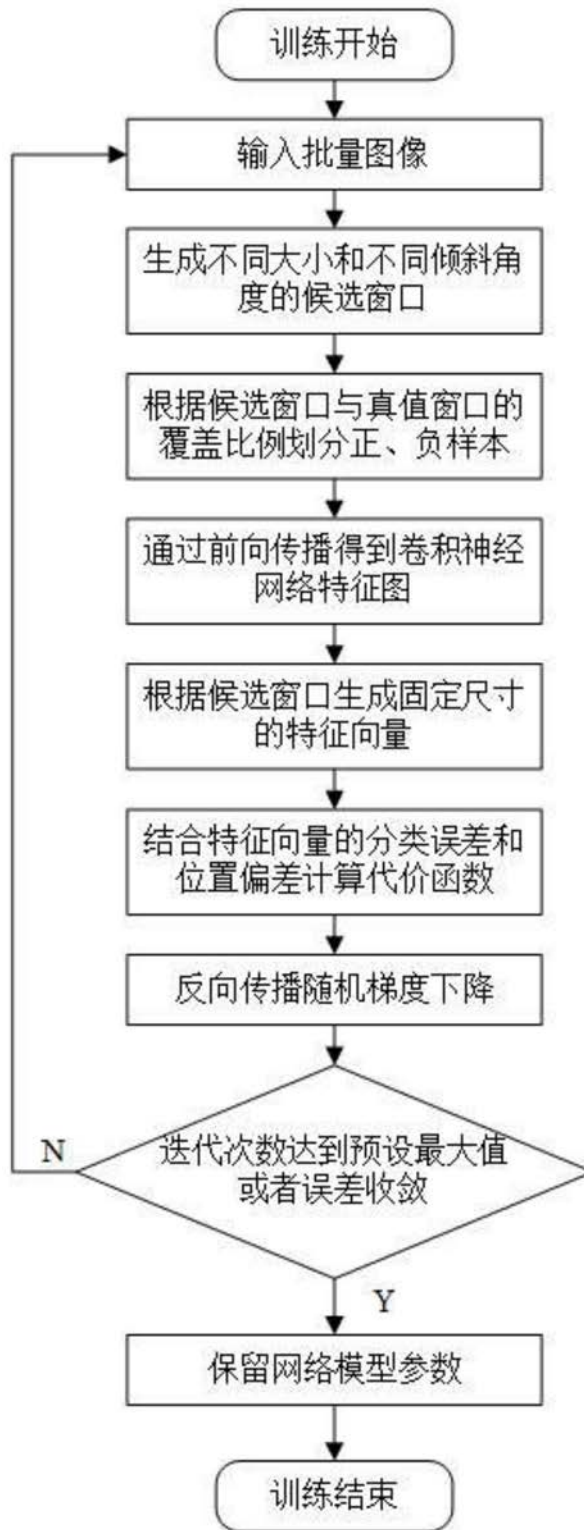 训练开始
输入批量图像
生成不同大小和不同倾斜角
度的候选窗口
根据候选窗口与真值窗口的
覆盖比例划分正、负样本
通过前向传播得到卷积神经
网络特征图
根据候选窗口生成固定尺寸
的特征向量
结合特征向量的分类误差和
位置偏差计算代价函数
反向传播随机梯度下降
迭代次数达到预设最大值
或者误差收敛
N
Y
保留网络模型参数
训练结束